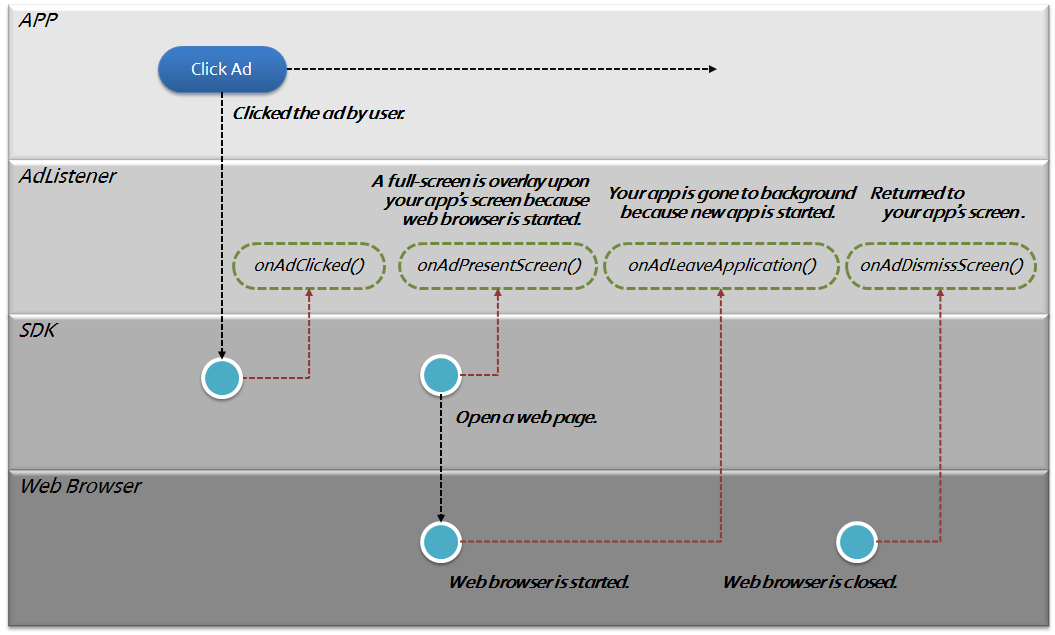 APP
Click Ad
Clicked the ad by user.
AdListener
A full-screen is overlay upon
your app's screen because
web browser is started.
Your app is gone to background
because new app is started.
Returned to
your app's screen.
onAdClicked()
onAdPresentScreen()
onAdLeaveApplication()
onAdDismissScreen()
SDK
Open a web page.
Web Browser
Web browser is started.
Web browser is closed.